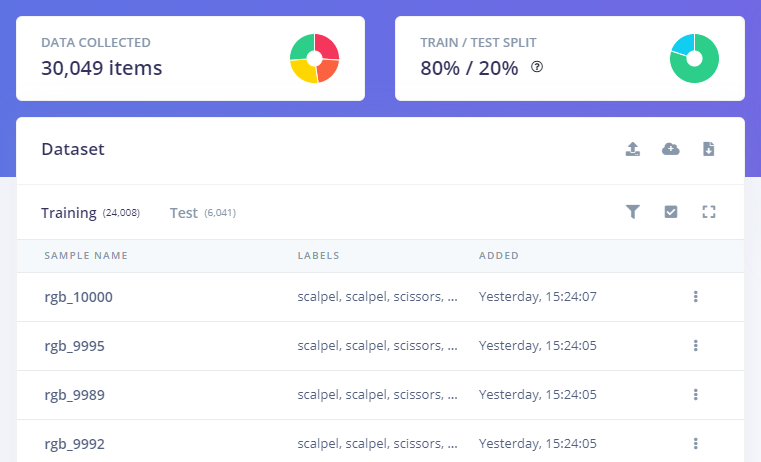 DATA COLLECTED
30,049 items
TRAIN / TEST SPLIT
80% / 20%
Dataset
Training (24,008) Test (6,041)
SAMPLE NAME LABELS ADDED
rgb_10000 scalpel, scalpel, scissors, ... Yesterday, 15:24:07
rgb_9995 scalpel, scalpel, scissors, ... Yesterday, 15:24:05
rgb_9989 scalpel, scalpel, scissors, ... Yesterday, 15:24:05
rgb_9992 scalpel, scalpel, scissors, ... Yesterday, 15:24:05